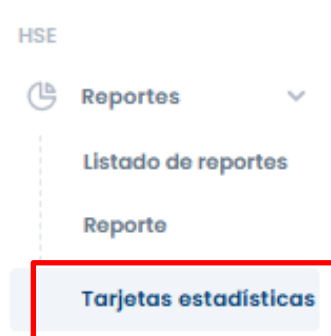 HSE
Reportes
Listado de reportes
Reporte
Tarjetas estadísticas